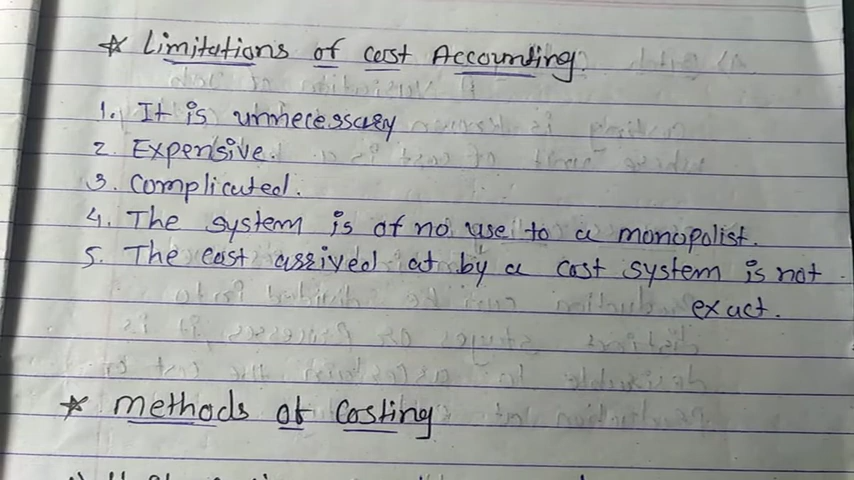 * Limitations of cost Accounting.
1. It is unnecessary
2. Expensive.
3. Complicated.
4. The system is of no use to a monopolist.
5. The cost arrived at by a cost system is not
exact.
* methods of Costing